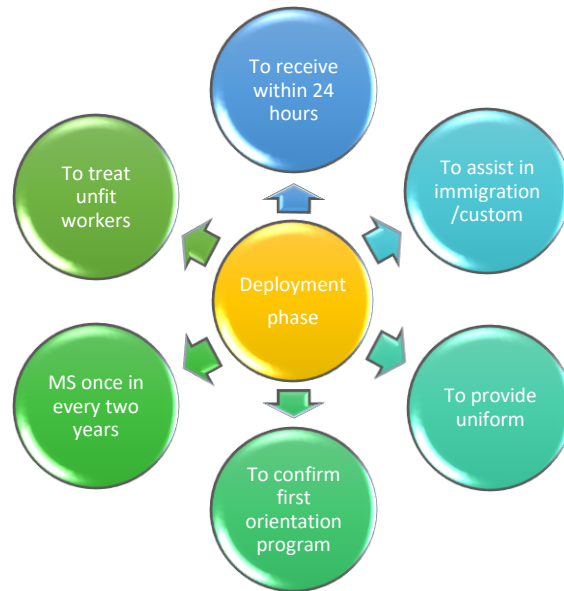 To receive
within 24
hours
To assist in
immigration
/custom
To provide
uniform
To confirm
first
orientation
program
MS once in
every two
years
To treat
unfit
workers
Deployment
phase